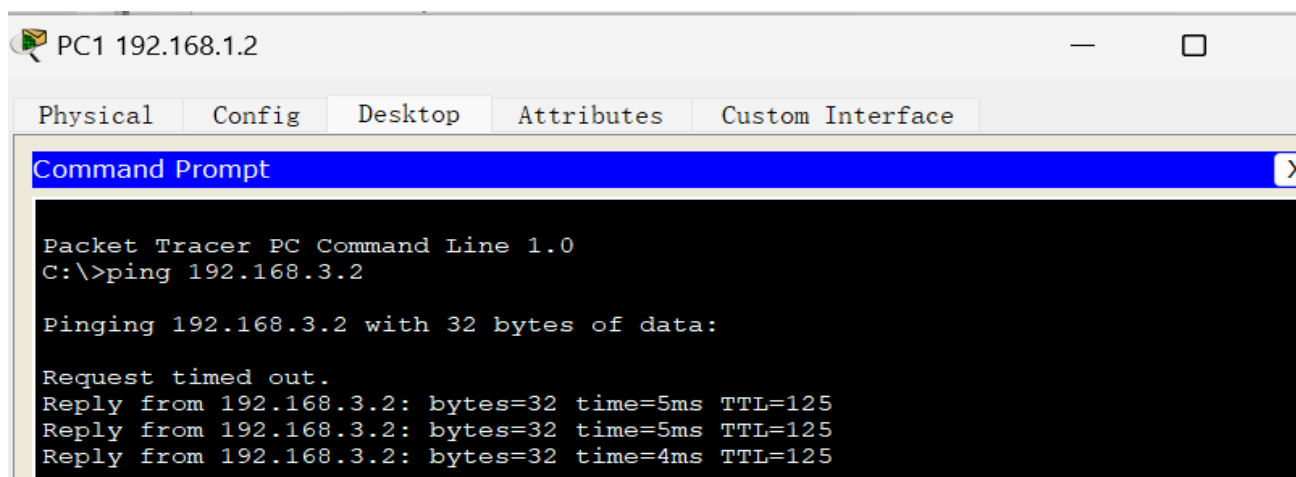 PC1 192.168.1.2
Physical Config Desktop Attributes Custom Interface
Command Prompt X
Packet Tracer PC Command Line 1.0
C:\>ping 192.168.3.2
Pinging 192.168.3.2 with 32 bytes of data:
Request timed out.
Reply from 192.168.3.2: bytes=32 time=5ms TTL=125
Reply from 192.168.3.2: bytes=32 time=5ms TTL=125
Reply from 192.168.3.2: bytes=32 time=4ms TTL=125